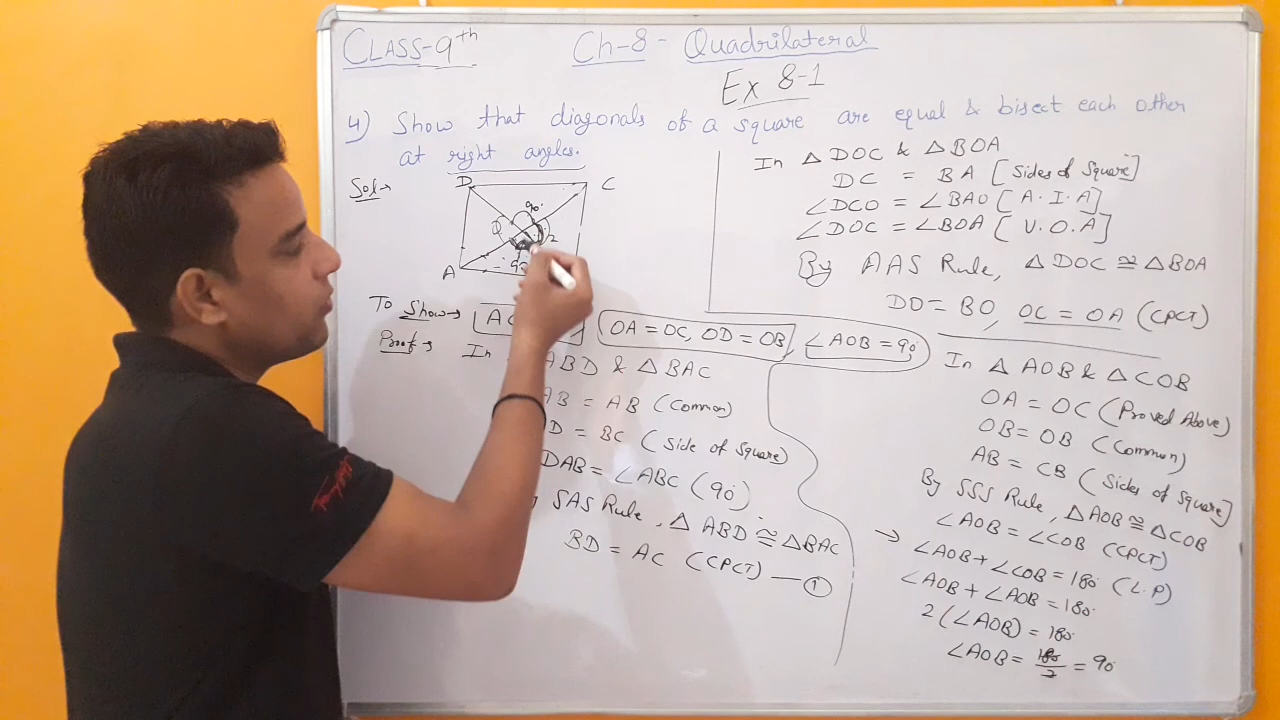 CLASS-9th Ch-8- Quadrilateral
Ex 8-1
4) Show that diagonals of a square are equal & bisect each other
at right angles.
Sol→
D C
90°
O
2
A
To Show→ AC
OA = OC, OD = OB, ∠AOB = 90°
Proof→ In ABD & △BAC
AB = AB (Common)
D = BC (Side of Square)
DAB = ∠ABC (90°)
SAS Rule, △ ABD ≅ △BAC
BD = AC (CPCT) — ①
In △ DOC & △BOA
DC = BA [Sides of Square]
∠DCO = ∠BAO [A.I.A]
∠DOC = ∠BOA [V.O.A]
By AAS Rule, △DOC ≅ △BOA
DO = BO, OC = OA (CPCT)
In △ AOB & △COB
OA = OC (Proved Above)
OB = OB (Common)
AB = CB (Sides of Square]
By SSS Rule, △AOB ≅ △COB
∠AOB = ∠COB (CPCT)
→ ∠AOB + ∠COB = 180° (L.P)
∠AOB + ∠AOB = 180°
2(∠AOB) = 180°
∠AOB = 180/2 = 90°